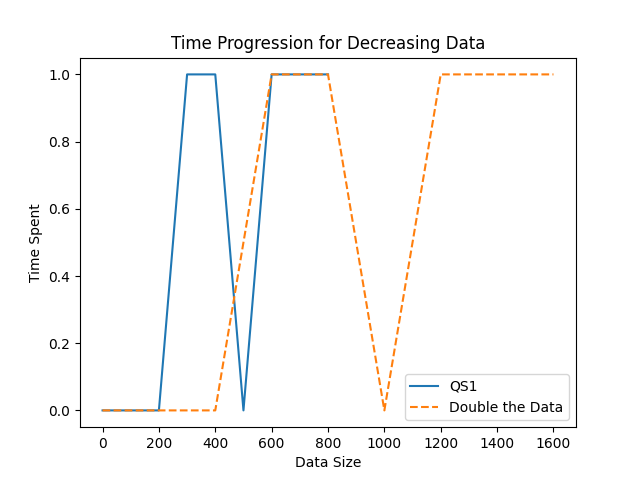 Time Progression for Decreasing Data
1.0
0.8
0.6
0.4
0.2
0.0
Time Spent
0 200 400 600 800 1000 1200 1400 1600
Data Size
QS1
Double the Data